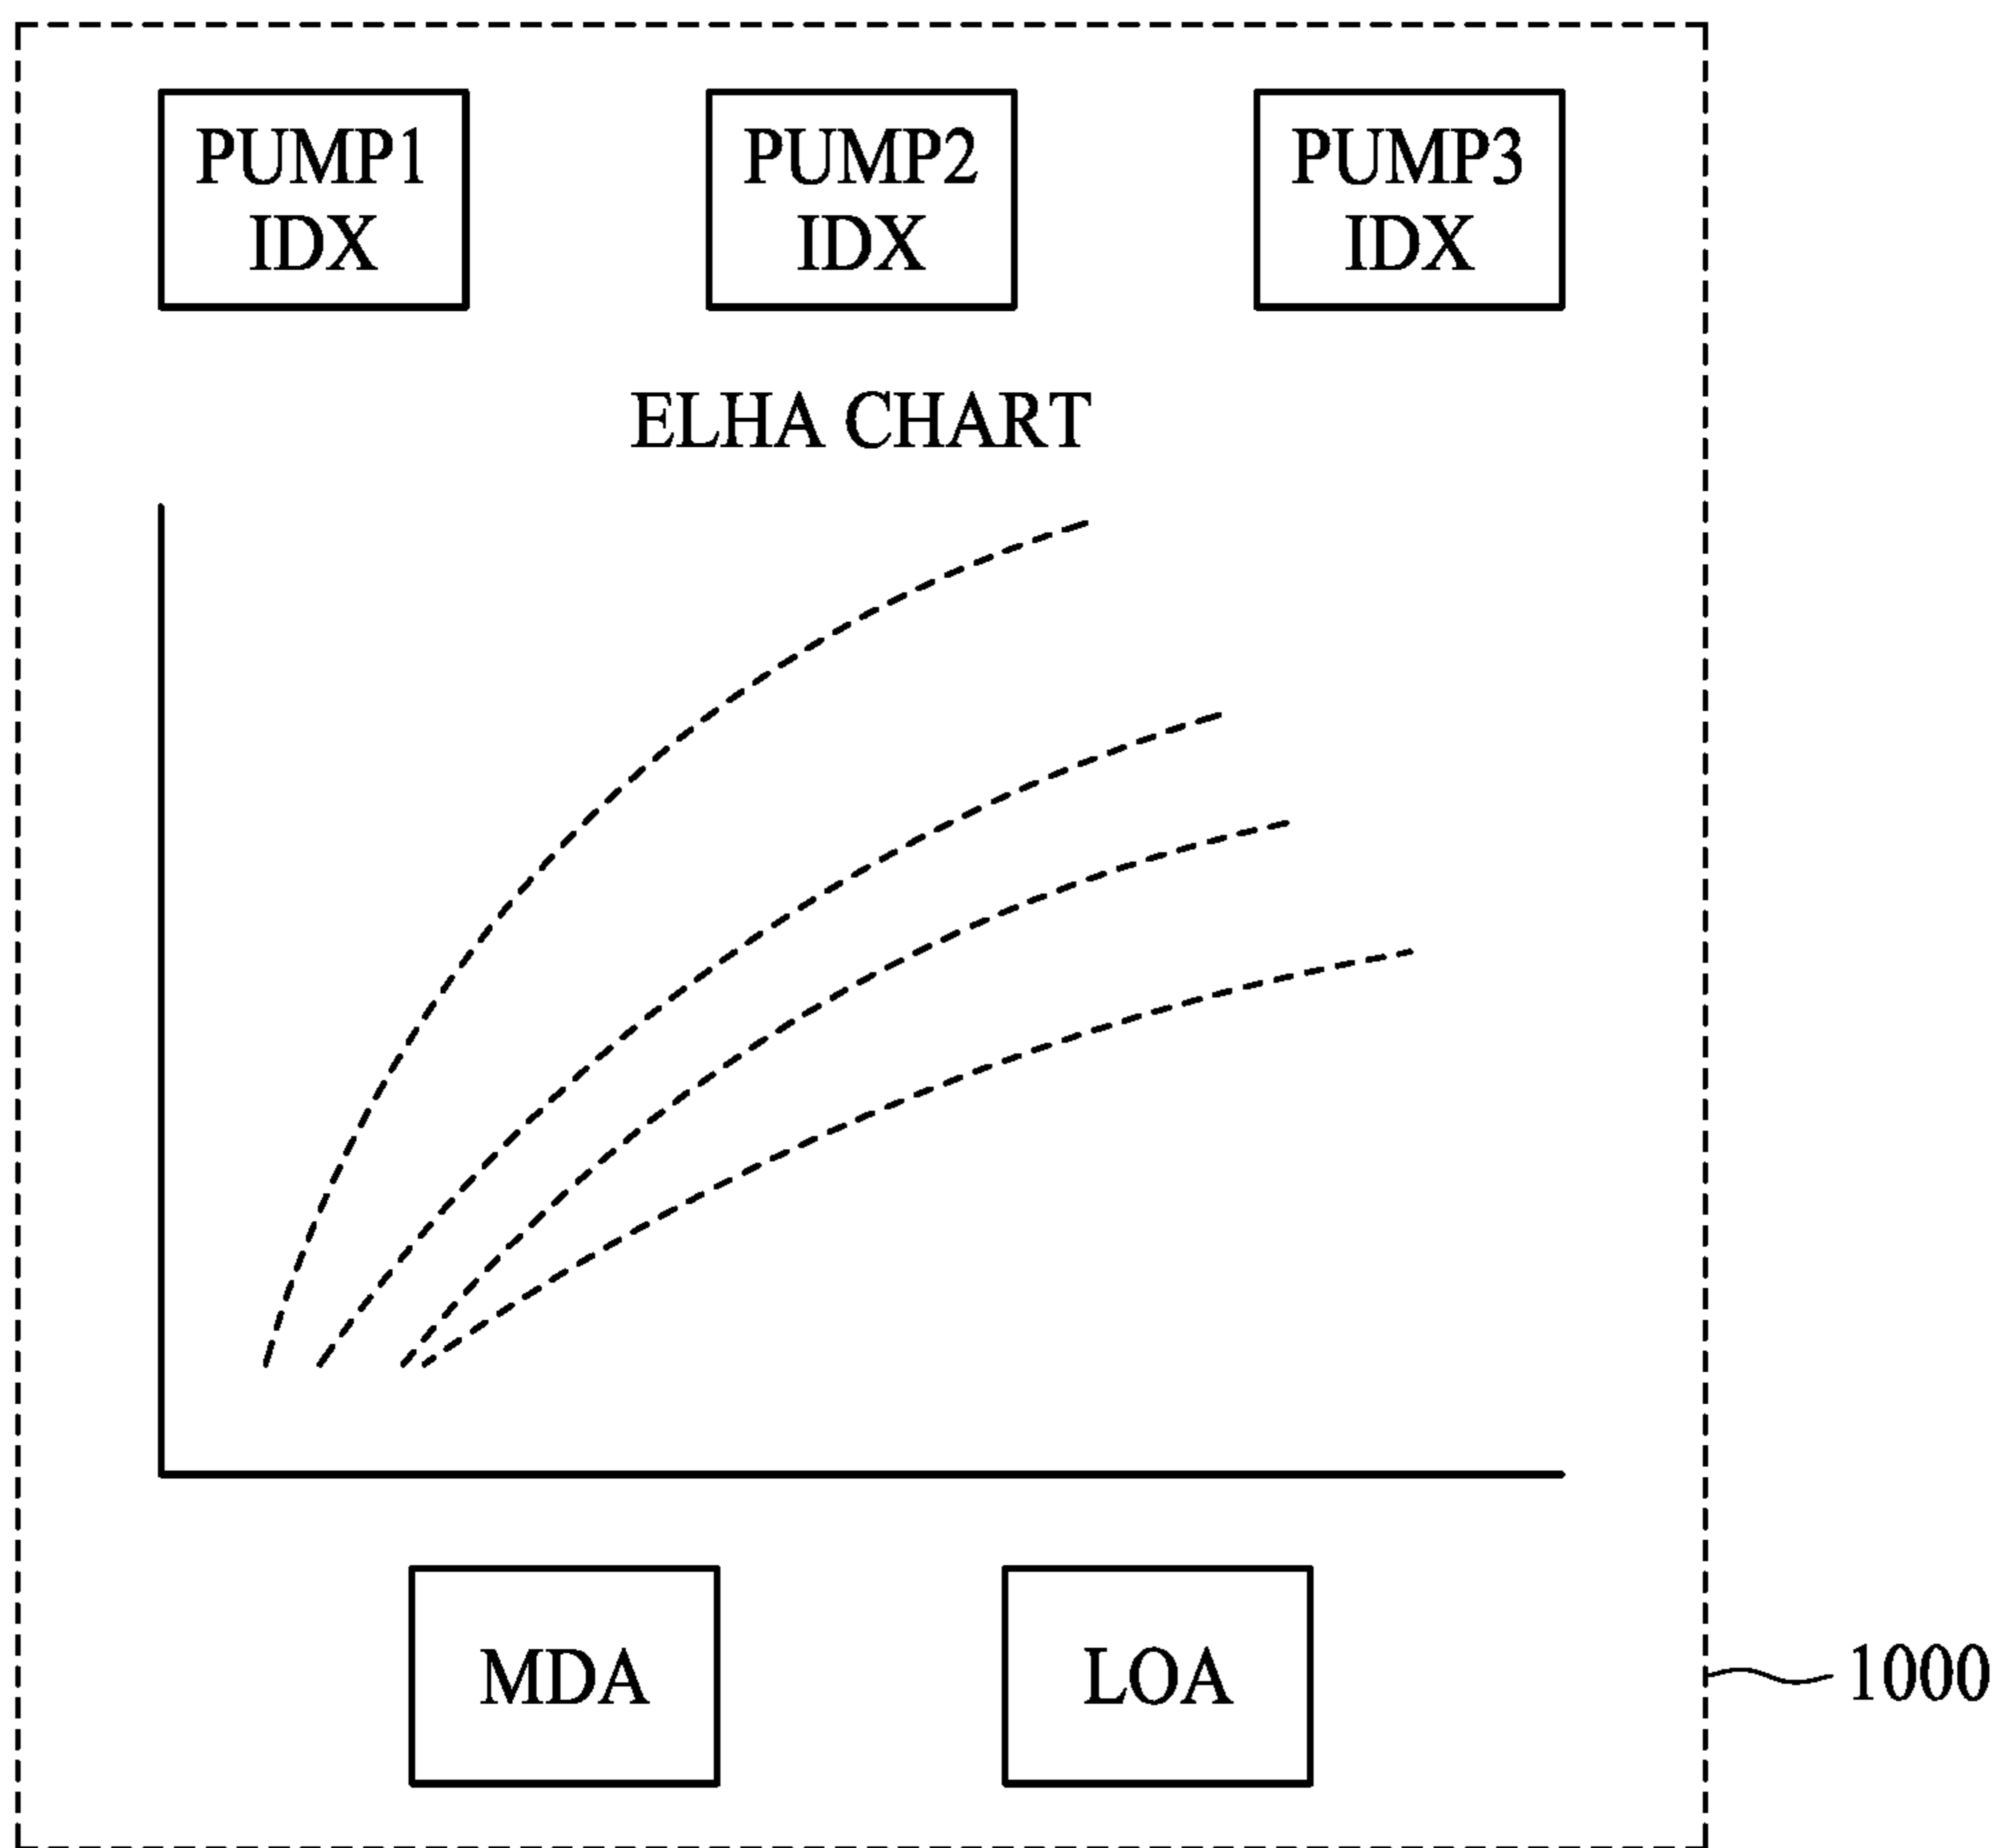 PUMP1
IDX
PUMP2
IDX
PUMP3
IDX
ELHA CHART
MDA
LOA
1000